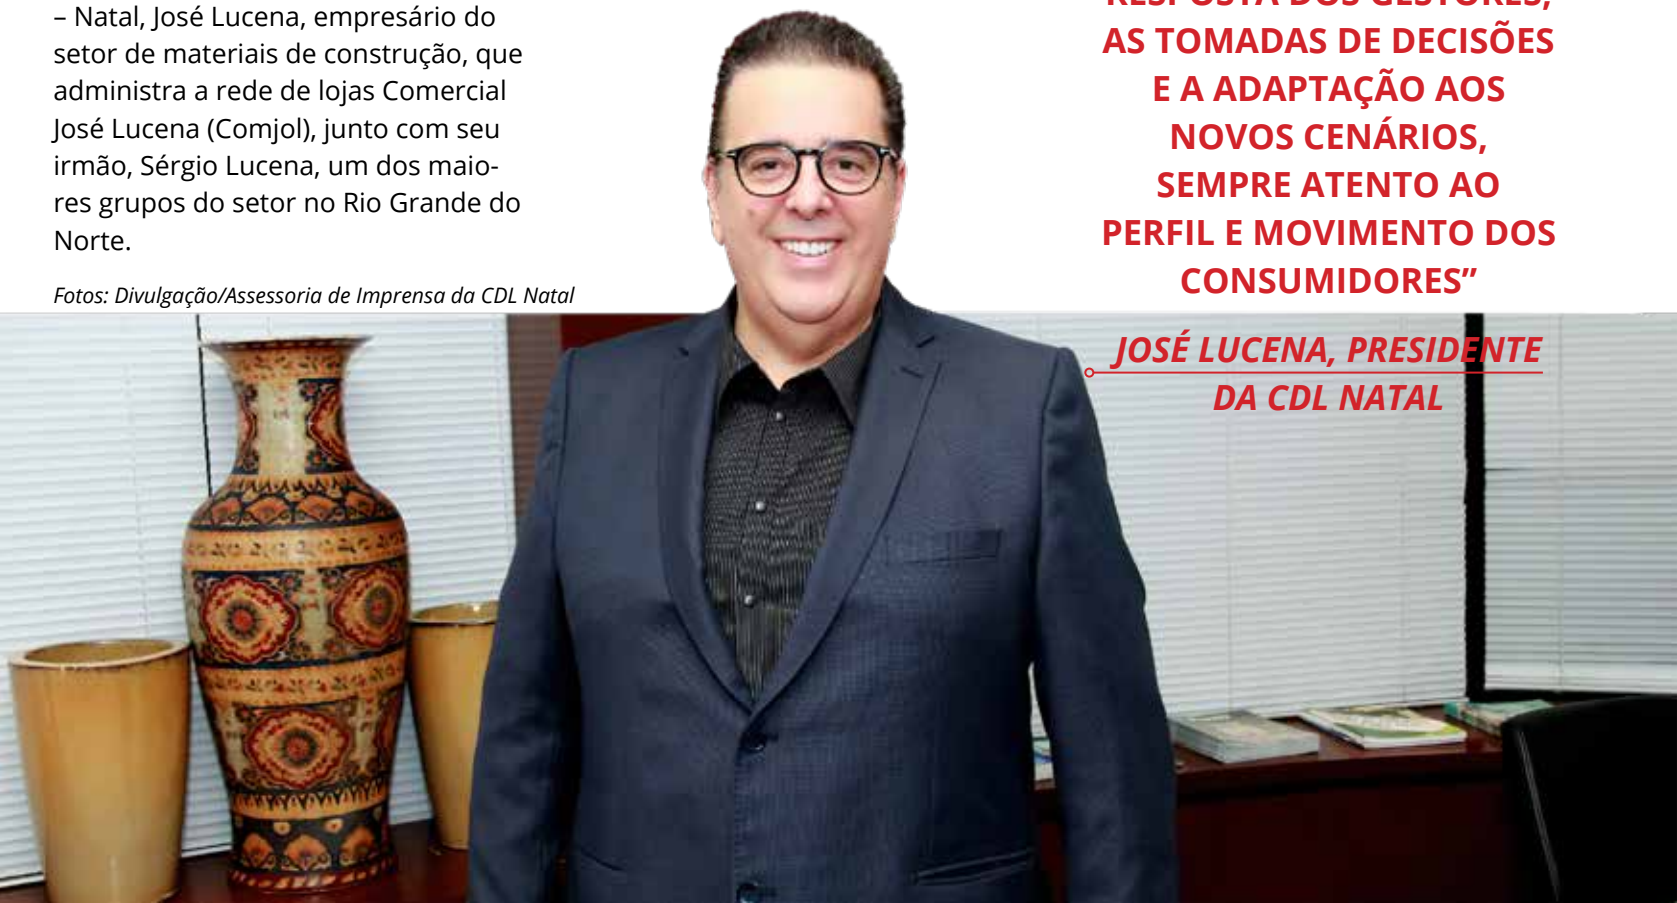 – Natal, José Lucena, empresário do
setor de materiais de construção, que
administra a rede de lojas Comercial
José Lucena (Comjol), junto com seu
irmão, Sérgio Lucena, um dos maio-
res grupos do setor no Rio Grande do
Norte.
Fotos: Divulgação/Assessoria de Imprensa da CDL Natal
RESPOSTA DOS GESTORES,
AS TOMADAS DE DECISÕES
E A ADAPTAÇÃO AOS
NOVOS CENÁRIOS,
SEMPRE ATENTO AO
PERFIL E MOVIMENTO DOS
CONSUMIDORES”
JOSÉ LUCENA, PRESIDENTE
DA CDL NATAL